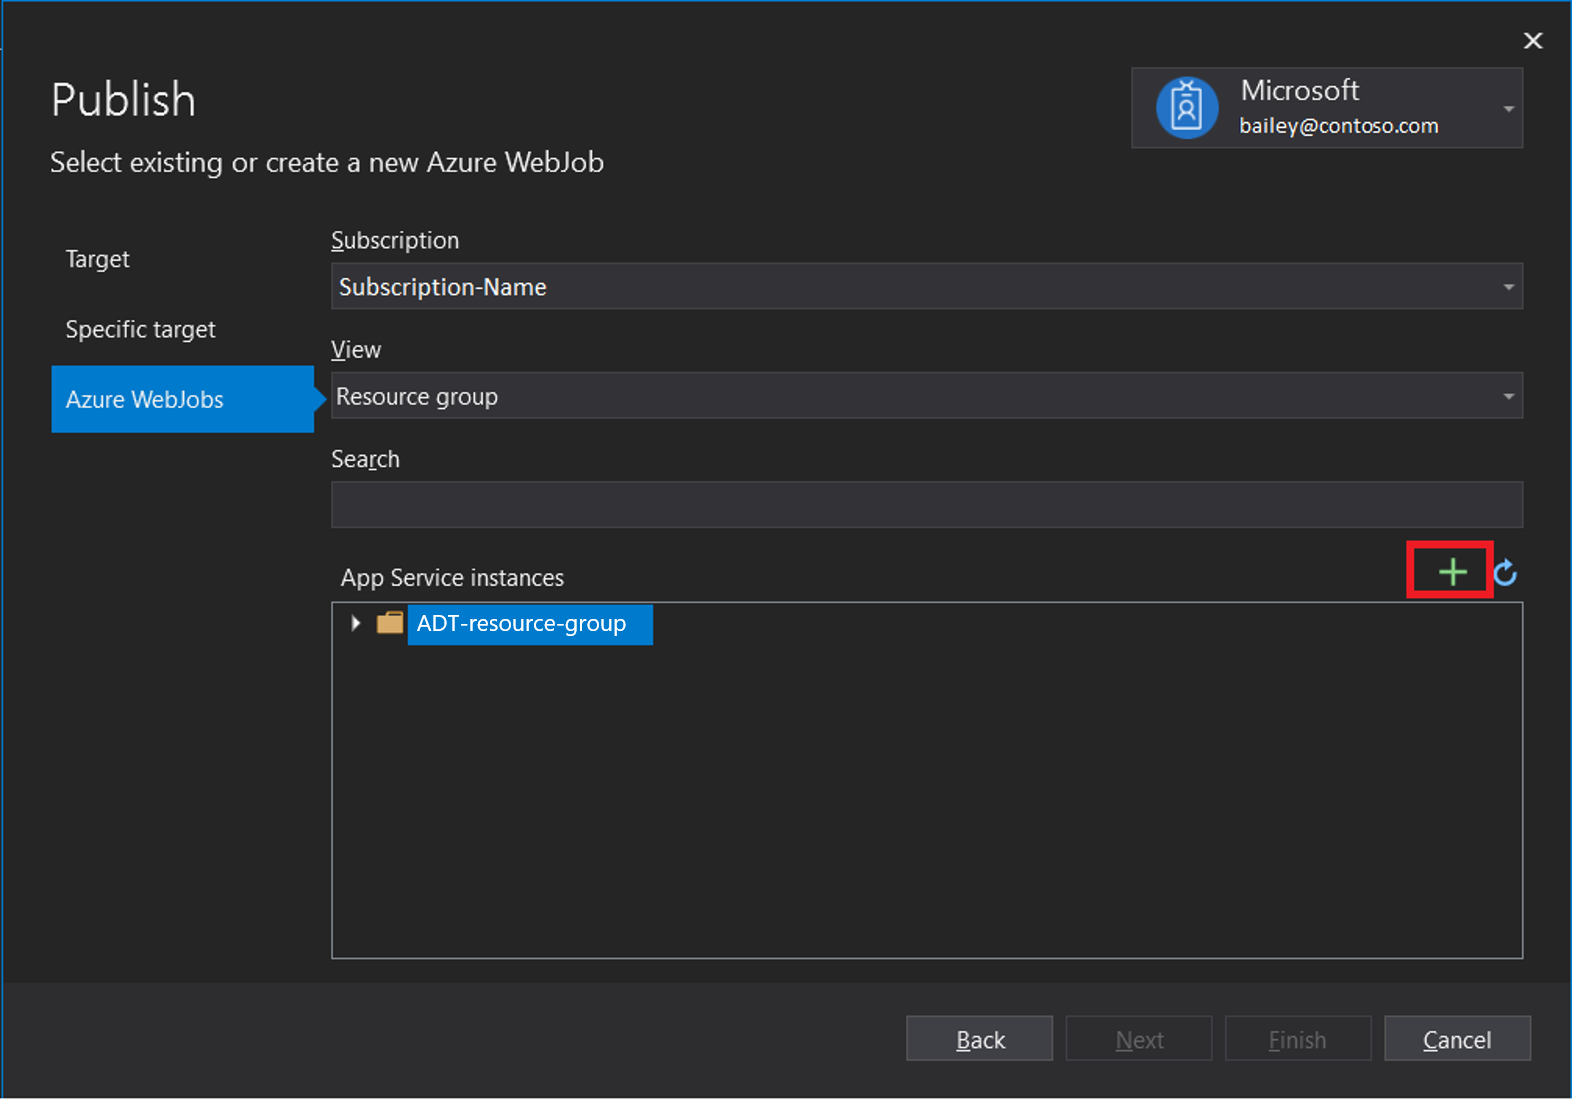 Publish
Microsoft
bailey@contoso.com
Select existing or create a new Azure WebJob
Target
Specific target
Azure WebJobs
Subscription
Subscription-Name
View
Resource group
Search
App Service instances
ADT-resource-group
Back
Next
Finish
Cancel